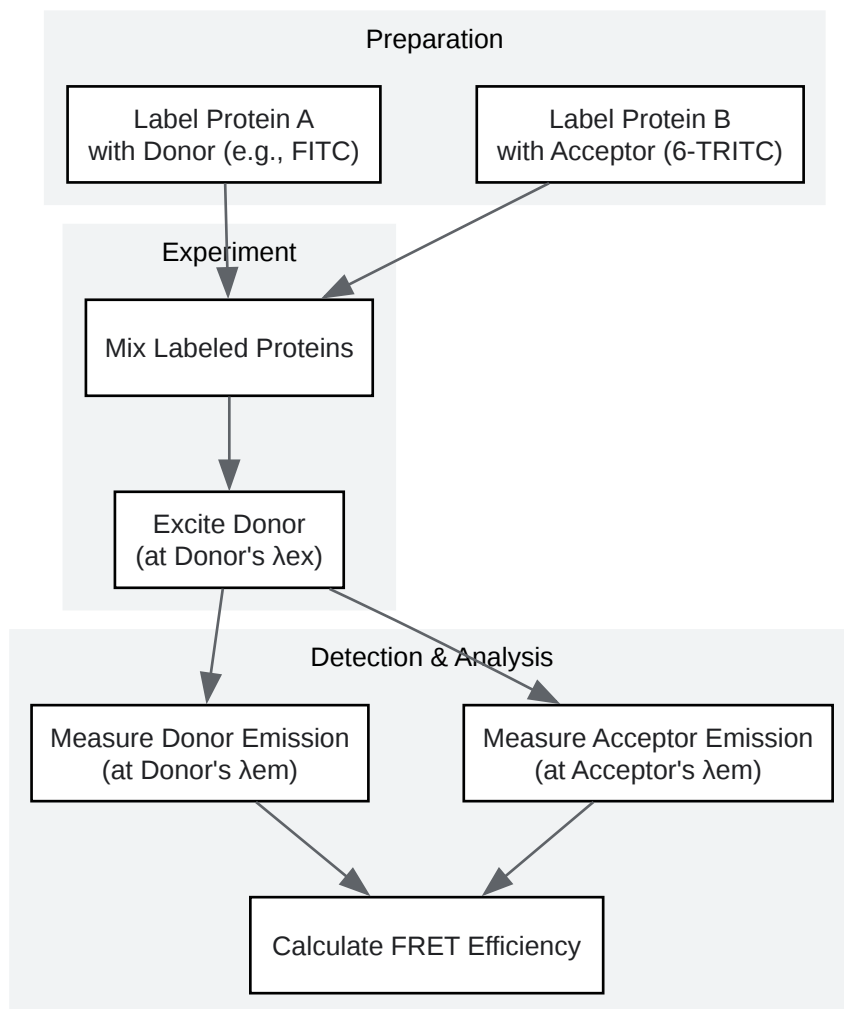 Preparation
Label Protein A
with Donor (e.g., FITC)
Label Protein B
with Acceptor (6-TRITC)
Experiment
Mix Labeled Proteins
Excite Donor
(at Donor's λex)
Detection & Analysis
Measure Donor Emission
(at Donor's λem)
Measure Acceptor Emission
(at Acceptor's λem)
Calculate FRET Efficiency